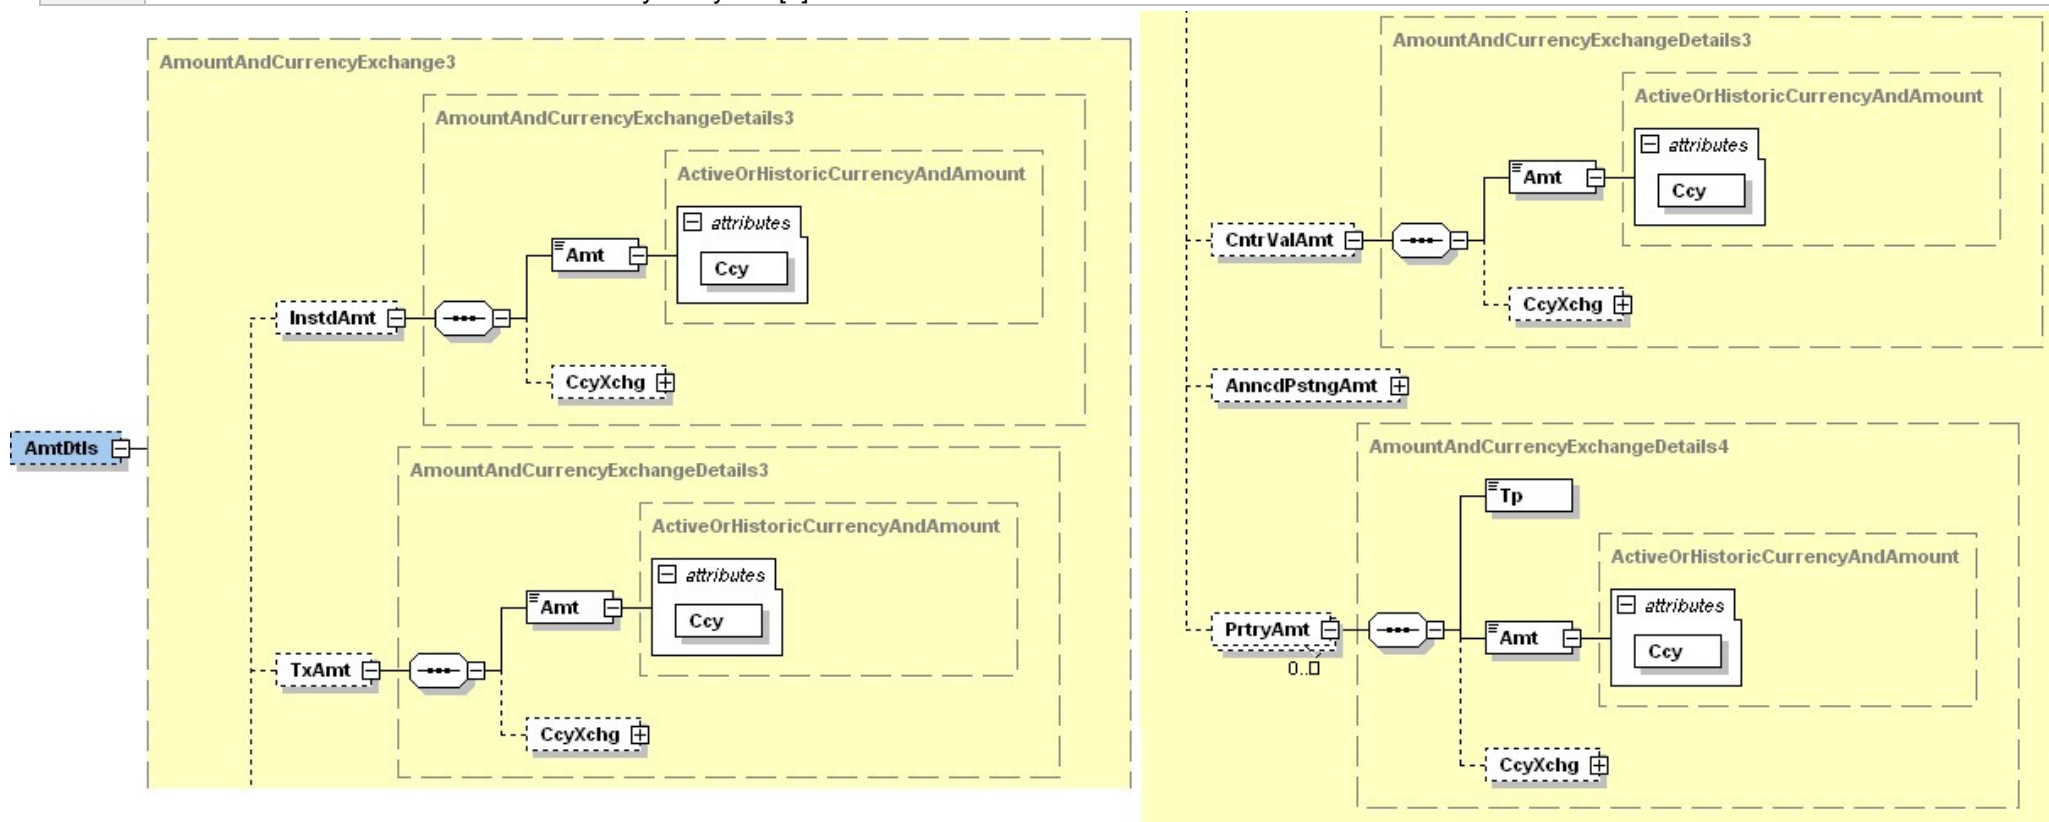 AmountAndCurrencyExchange3
AmountAndCurrencyExchangeDetails3
ActiveOrHistoricCurrencyAndAmount
attributes
Amt
Ccy
InstdAmt
CcyXchg
AmtDtls
AmountAndCurrencyExchangeDetails3
ActiveOrHistoricCurrencyAndAmount
attributes
Amt
Ccy
TxAmt
CcyXchg
AmountAndCurrencyExchangeDetails3
ActiveOrHistoricCurrencyAndAmount
attributes
Amt
Ccy
CntrValAmt
CcyXchg
AnncdPstngAmt
AmountAndCurrencyExchangeDetails4
Tp
ActiveOrHistoricCurrencyAndAmount
attributes
PrtryAmt
Amt
Ccy
0..□
CcyXchg